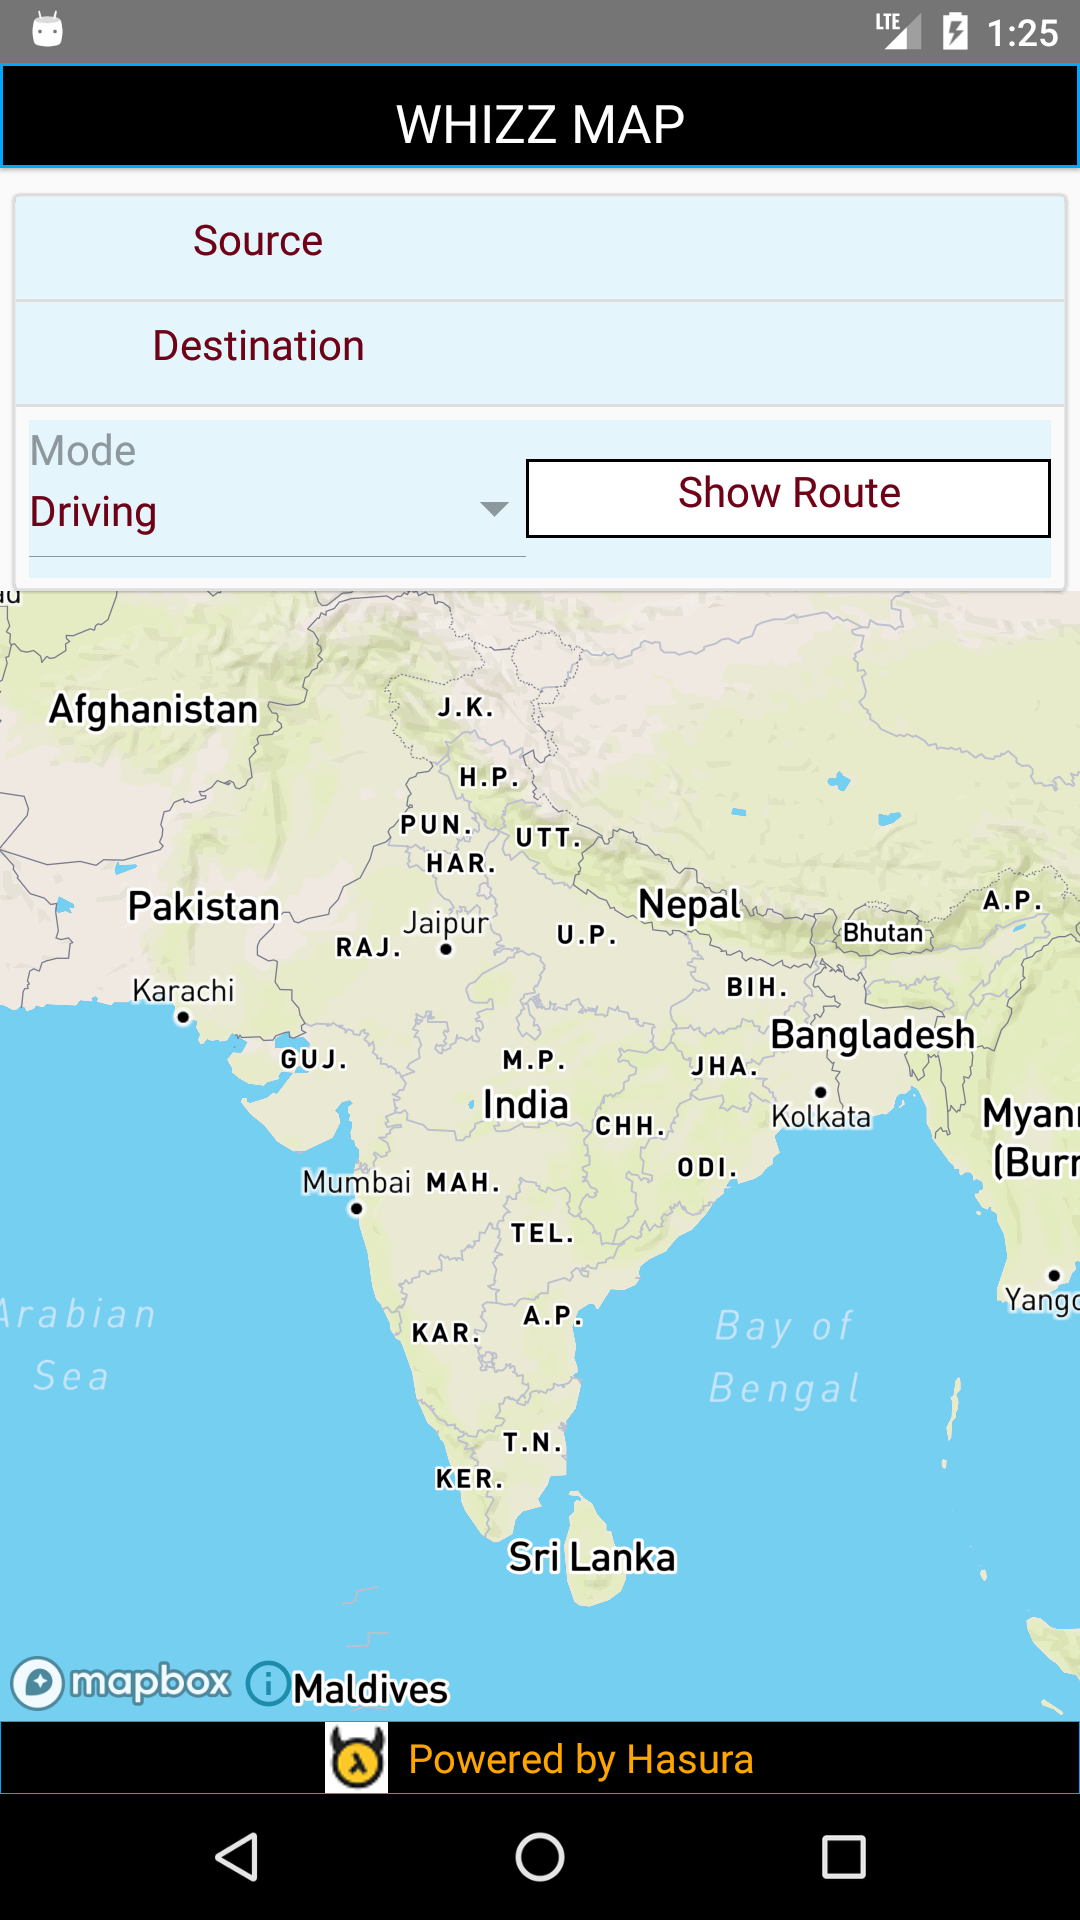 LTE 1:25
WHIZZ MAP
Source
Destination
Mode
Driving
Show Route
Afghanistan
J.K.
H.P.
PUN.
UTT.
HAR.
Pakistan
Nepal
A.P.
Jaipur
RAJ.
U.P.
Bhutan
Karachi
BIH.
Bangladesh
GUJ.
M.P.
JHA.
India
Kolkata
CHH.
Myan
(Bur
ODI.
Mumbai
MAH.
TEL.
Yango
Arabian
Sea
A.P.
KAR.
Bay of
Bengal
T.N.
KER.
Sri Lanka
mapbox
Maldives
Powered by Hasura